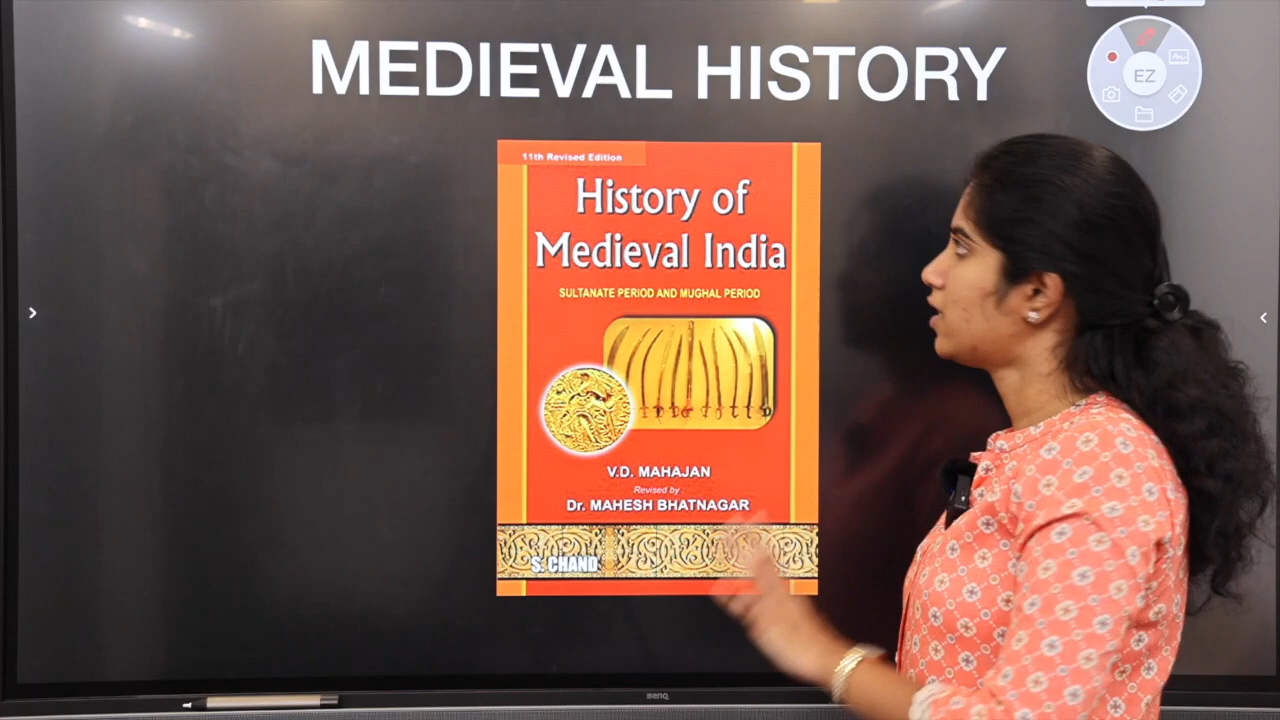 MEDIEVAL HISTORY
EZ
11th Revised Edition
History of
Medieval India
SULTANATE PERIOD AND MUGHAL PERIOD
V.D. MAHAJAN
Revised by
Dr. MAHESH BHATNAGAR
S. CHAND
BenQ